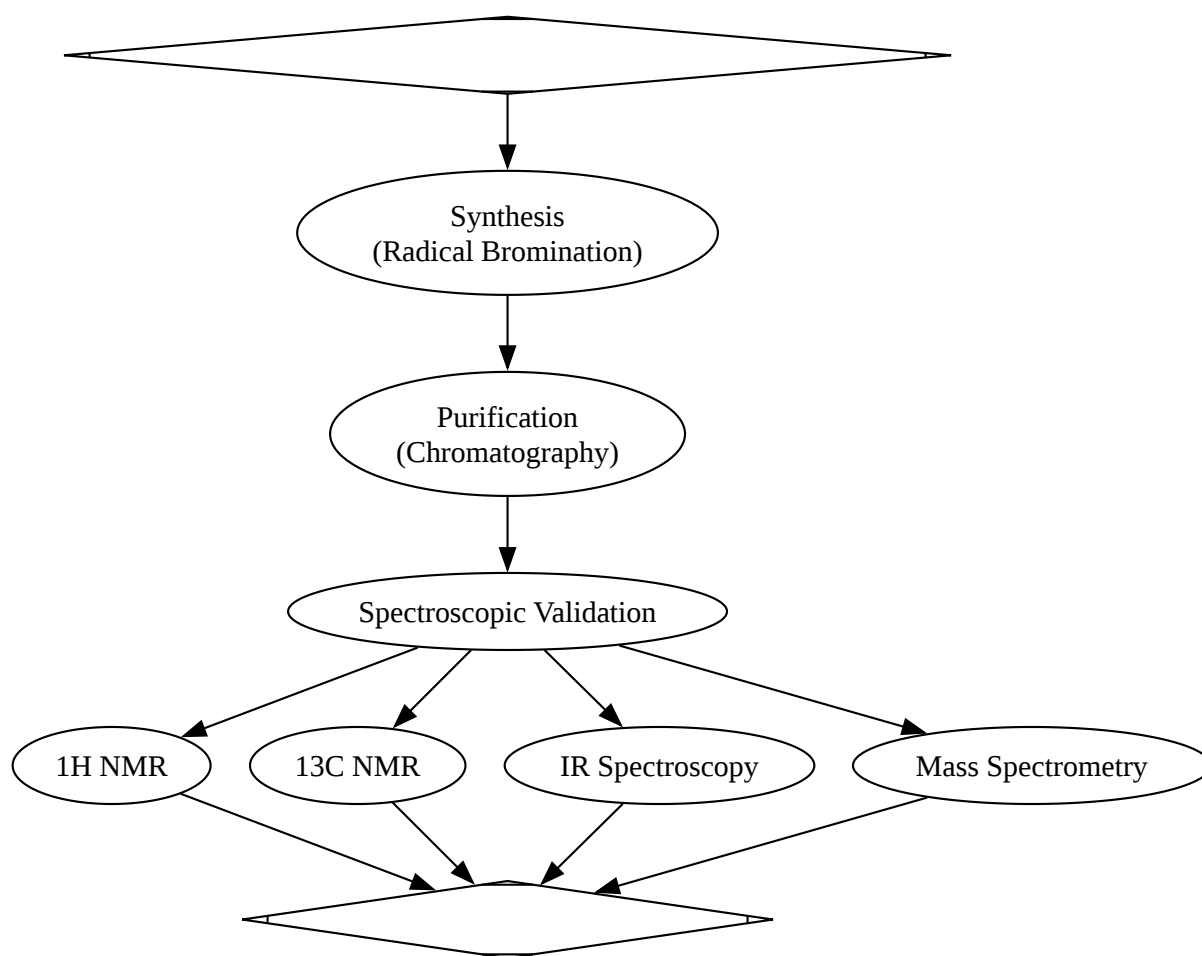 Synthesis
(Radical Bromination)
Purification
(Chromatography)
Spectroscopic Validation
1H NMR
13C NMR
IR Spectroscopy
Mass Spectrometry